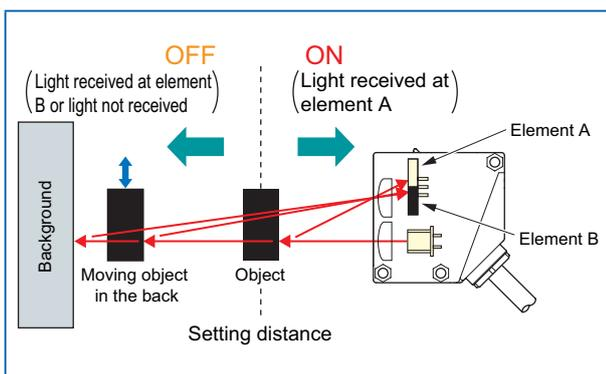 OFF
(Light received at element
B or light not received)
ON
(Light received at
element A)
Element A
Element B
Background
Moving object
in the back
Object
Setting distance